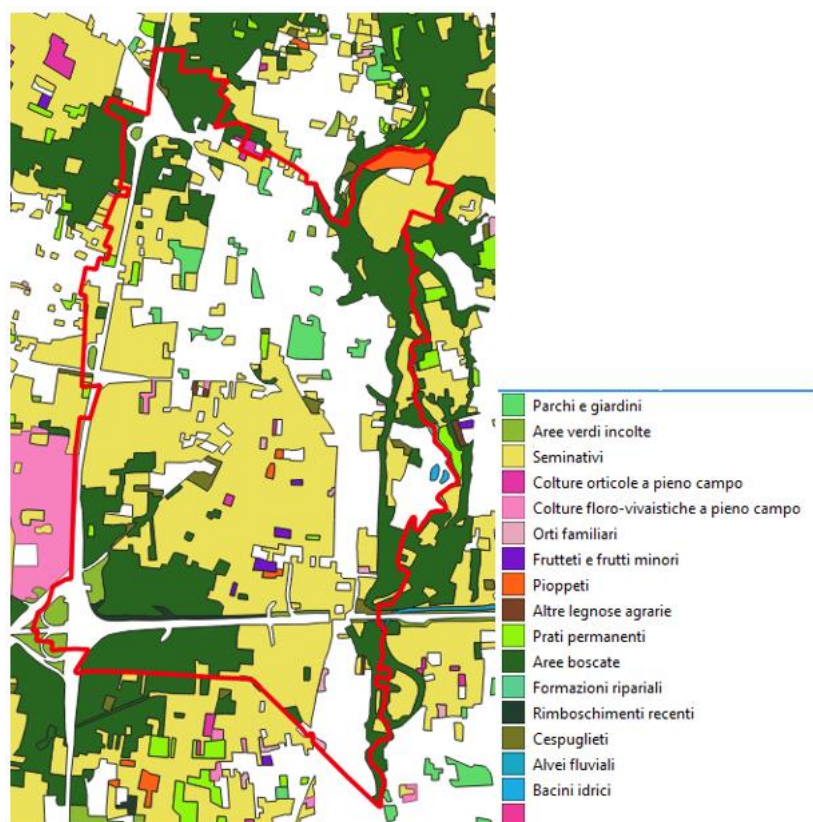 Parchi e giardini
Aree verdi incolte
Seminativi
Colture orticole a pieno campo
Colture floro-vivaistiche a pieno campo
Orti familiari
Frutteti e frutti minori
Pioppeti
Altre legnose agrarie
Prati permanenti
Aree boscate
Formazioni ripariali
Rimboschimenti recenti
Cespuglieti
Alvei fluviali
Bacini idrici